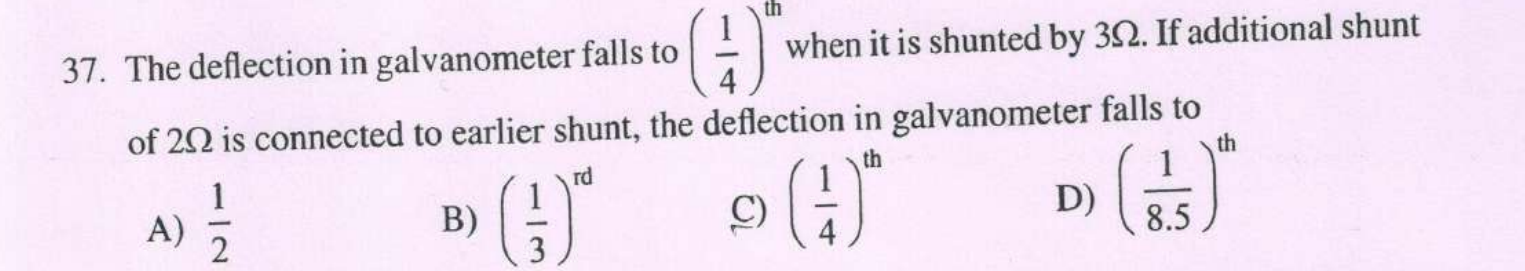 37. The deflection in galvanometer falls to (1/4)^th when it is shunted by 3Ω. If additional shunt
of 2Ω is connected to earlier shunt, the deflection in galvanometer falls to
A) 1/2 B) (1/3)^rd C) (1/4)^th D) (1/8.5)^th